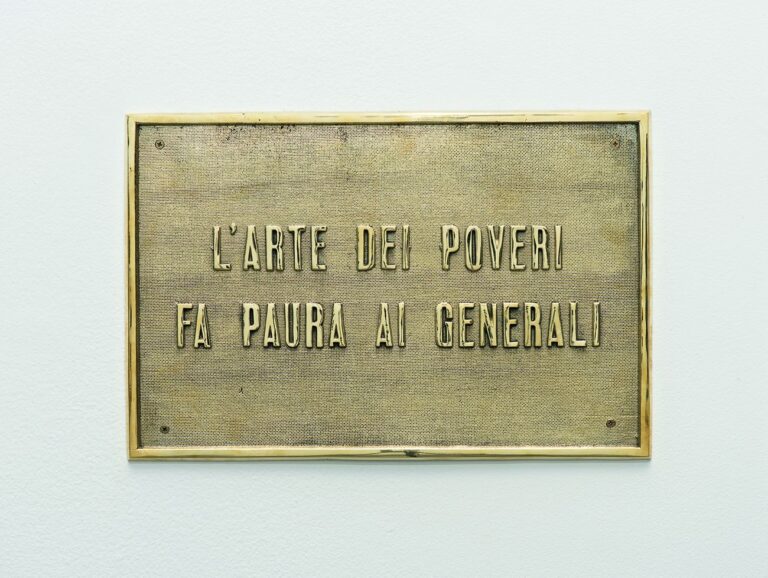 L'ARTE DEI POVERI
FA PAURA AI GENERALI